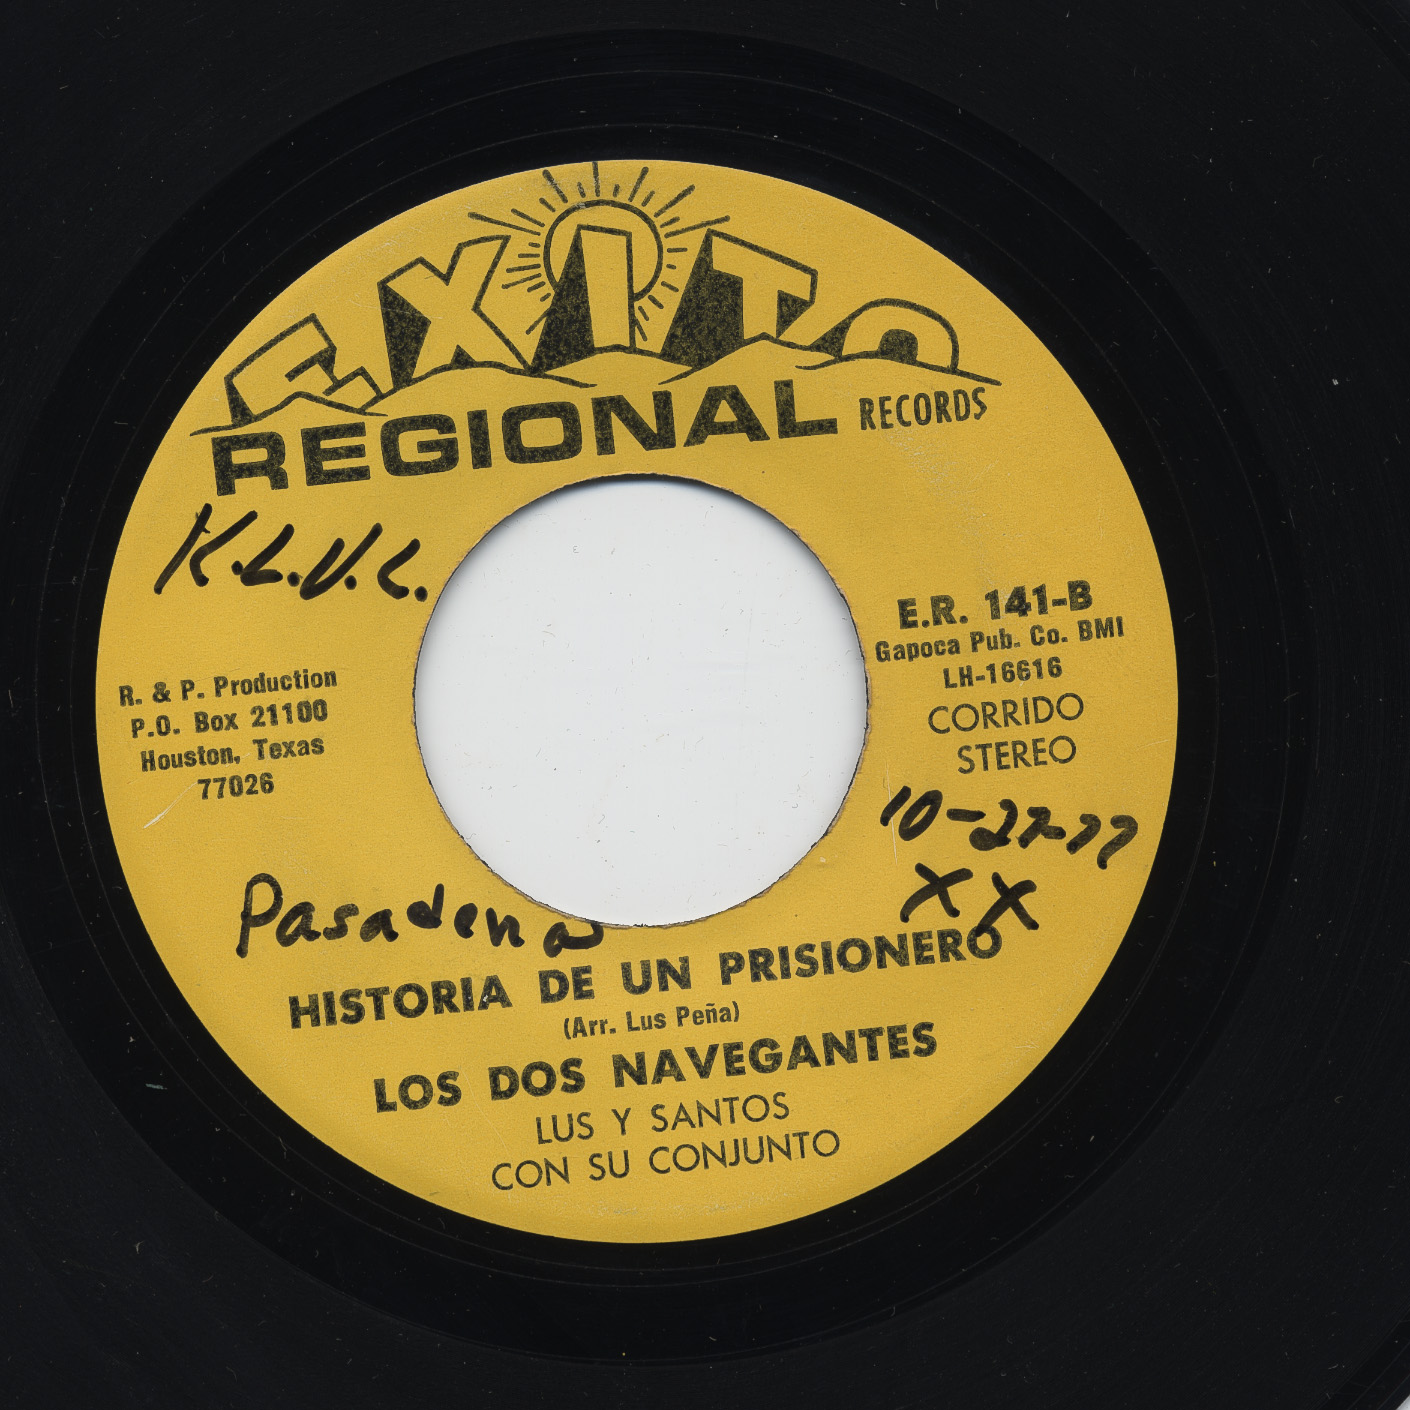 EXITO
REGIONAL RECORDS
K.L.V.L.
R. & P. Production
P.O. Box 21100
Houston, Texas
77026
E.R. 141-B
Gapoca Pub. Co. BMI
LH-16616
CORRIDO
STEREO
10-27-77
XX
Pasadena
HISTORIA DE UN PRISIONERO
(Arr. Lus Peña)
LOS DOS NAVEGANTES
LUS Y SANTOS
CON SU CONJUNTO